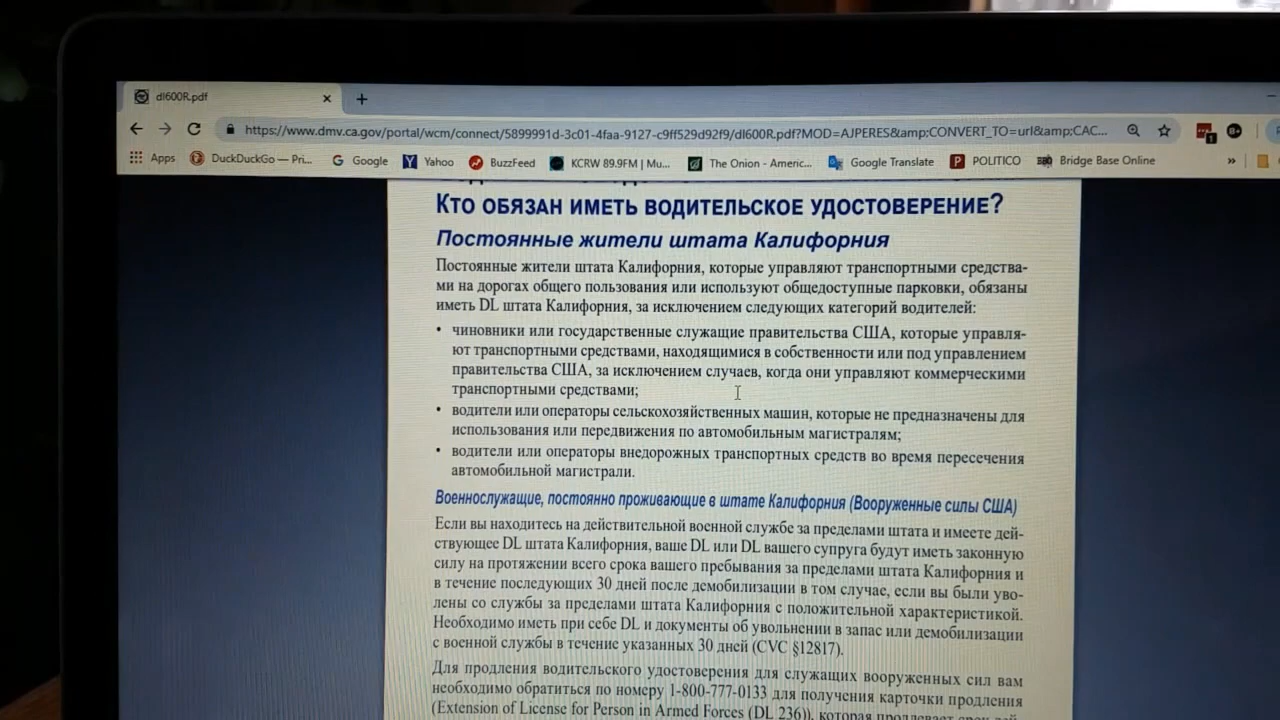 dl600R.pdf
https://www.dmv.ca.gov/portal/wcm/connect/5899991d-3c01-4faa-9127-c9ff529d92f9/dl600R.pdf?MOD=AJPERES&amp;CONVERT_TO=url&amp;CAC...
Apps DuckDuckGo — Pri... Google Yahoo BuzzFeed KCRW 89.9FM | Mu... The Onion - Americ... Google Translate POLITICO Bridge Base Online »
КТО ОБЯЗАН ИМЕТЬ ВОДИТЕЛЬСКОЕ УДОСТОВЕРЕНИЕ?
Постоянные жители штата Калифорния
Постоянные жители штата Калифорния, которые управляют транспортными средства-
ми на дорогах общего пользования или используют общедоступные парковки, обязаны
иметь DL штата Калифорния, за исключением следующих категорий водителей:
• чиновники или государственные служащие правительства США, которые управля-
ют транспортными средствами, находящимися в собственности или под управлением
правительства США, за исключением случаев, когда они управляют коммерческими
транспортными средствами;
• водители или операторы сельскохозяйственных машин, которые не предназначены для
использования или передвижения по автомобильным магистралям;
• водители или операторы внедорожных транспортных средств во время пересечения
автомобильной магистрали.
Военнослужащие, постоянно проживающие в штате Калифорния (Вооруженные силы США)
Если вы находитесь на действительной военной службе за пределами штата и имеете дей-
ствующее DL штата Калифорния, ваше DL или DL вашего супруга будут иметь законную
силу на протяжении всего срока вашего пребывания за пределами штата Калифорния и
в течение последующих 30 дней после демобилизации в том случае, если вы были уво-
лены со службы за пределами штата Калифорния с положительной характеристикой.
Необходимо иметь при себе DL и документы об увольнении в запас или демобилизации
с военной службы в течение указанных 30 дней (CVC §12817).
Для продления водительского удостоверения для служащих вооруженных сил вам
необходимо обратиться по номеру 1-800-777-0133 для получения карточки продления
(Extension of License for Person in Armed Forces (DL 236)), которая продлевает срок дей-